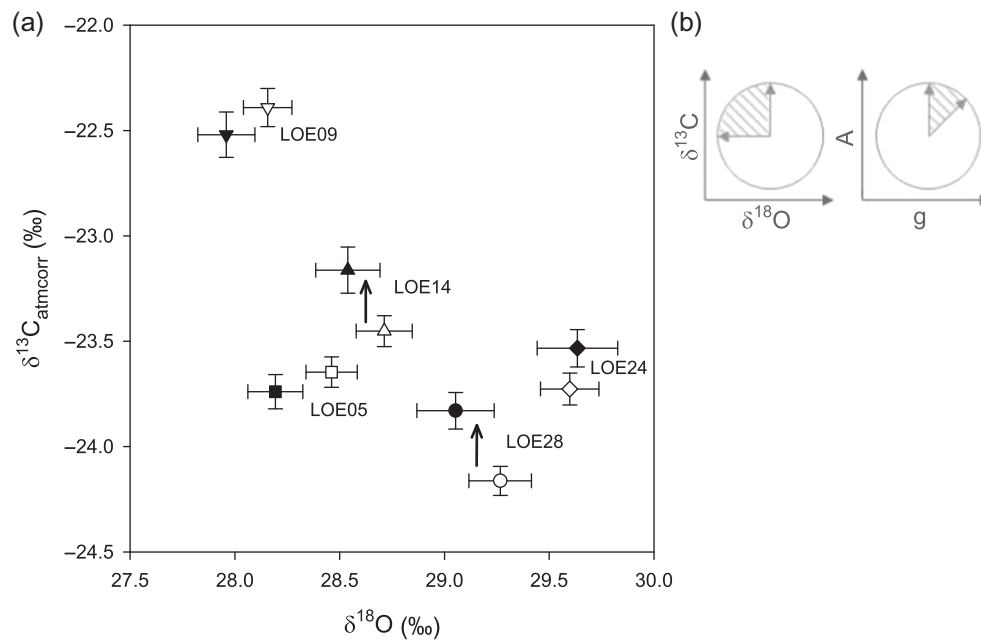 (a)
(b)
−22.0
−22.5
−23.0
−23.5
−24.0
−24.5
δ¹³C_atmcorr (‰)
LOE09
LOE14
LOE24
LOE05
LOE28
27.5 28.0 28.5 29.0 29.5 30.0
δ¹⁸O (‰)
δ¹³C
δ¹⁸O
A
g